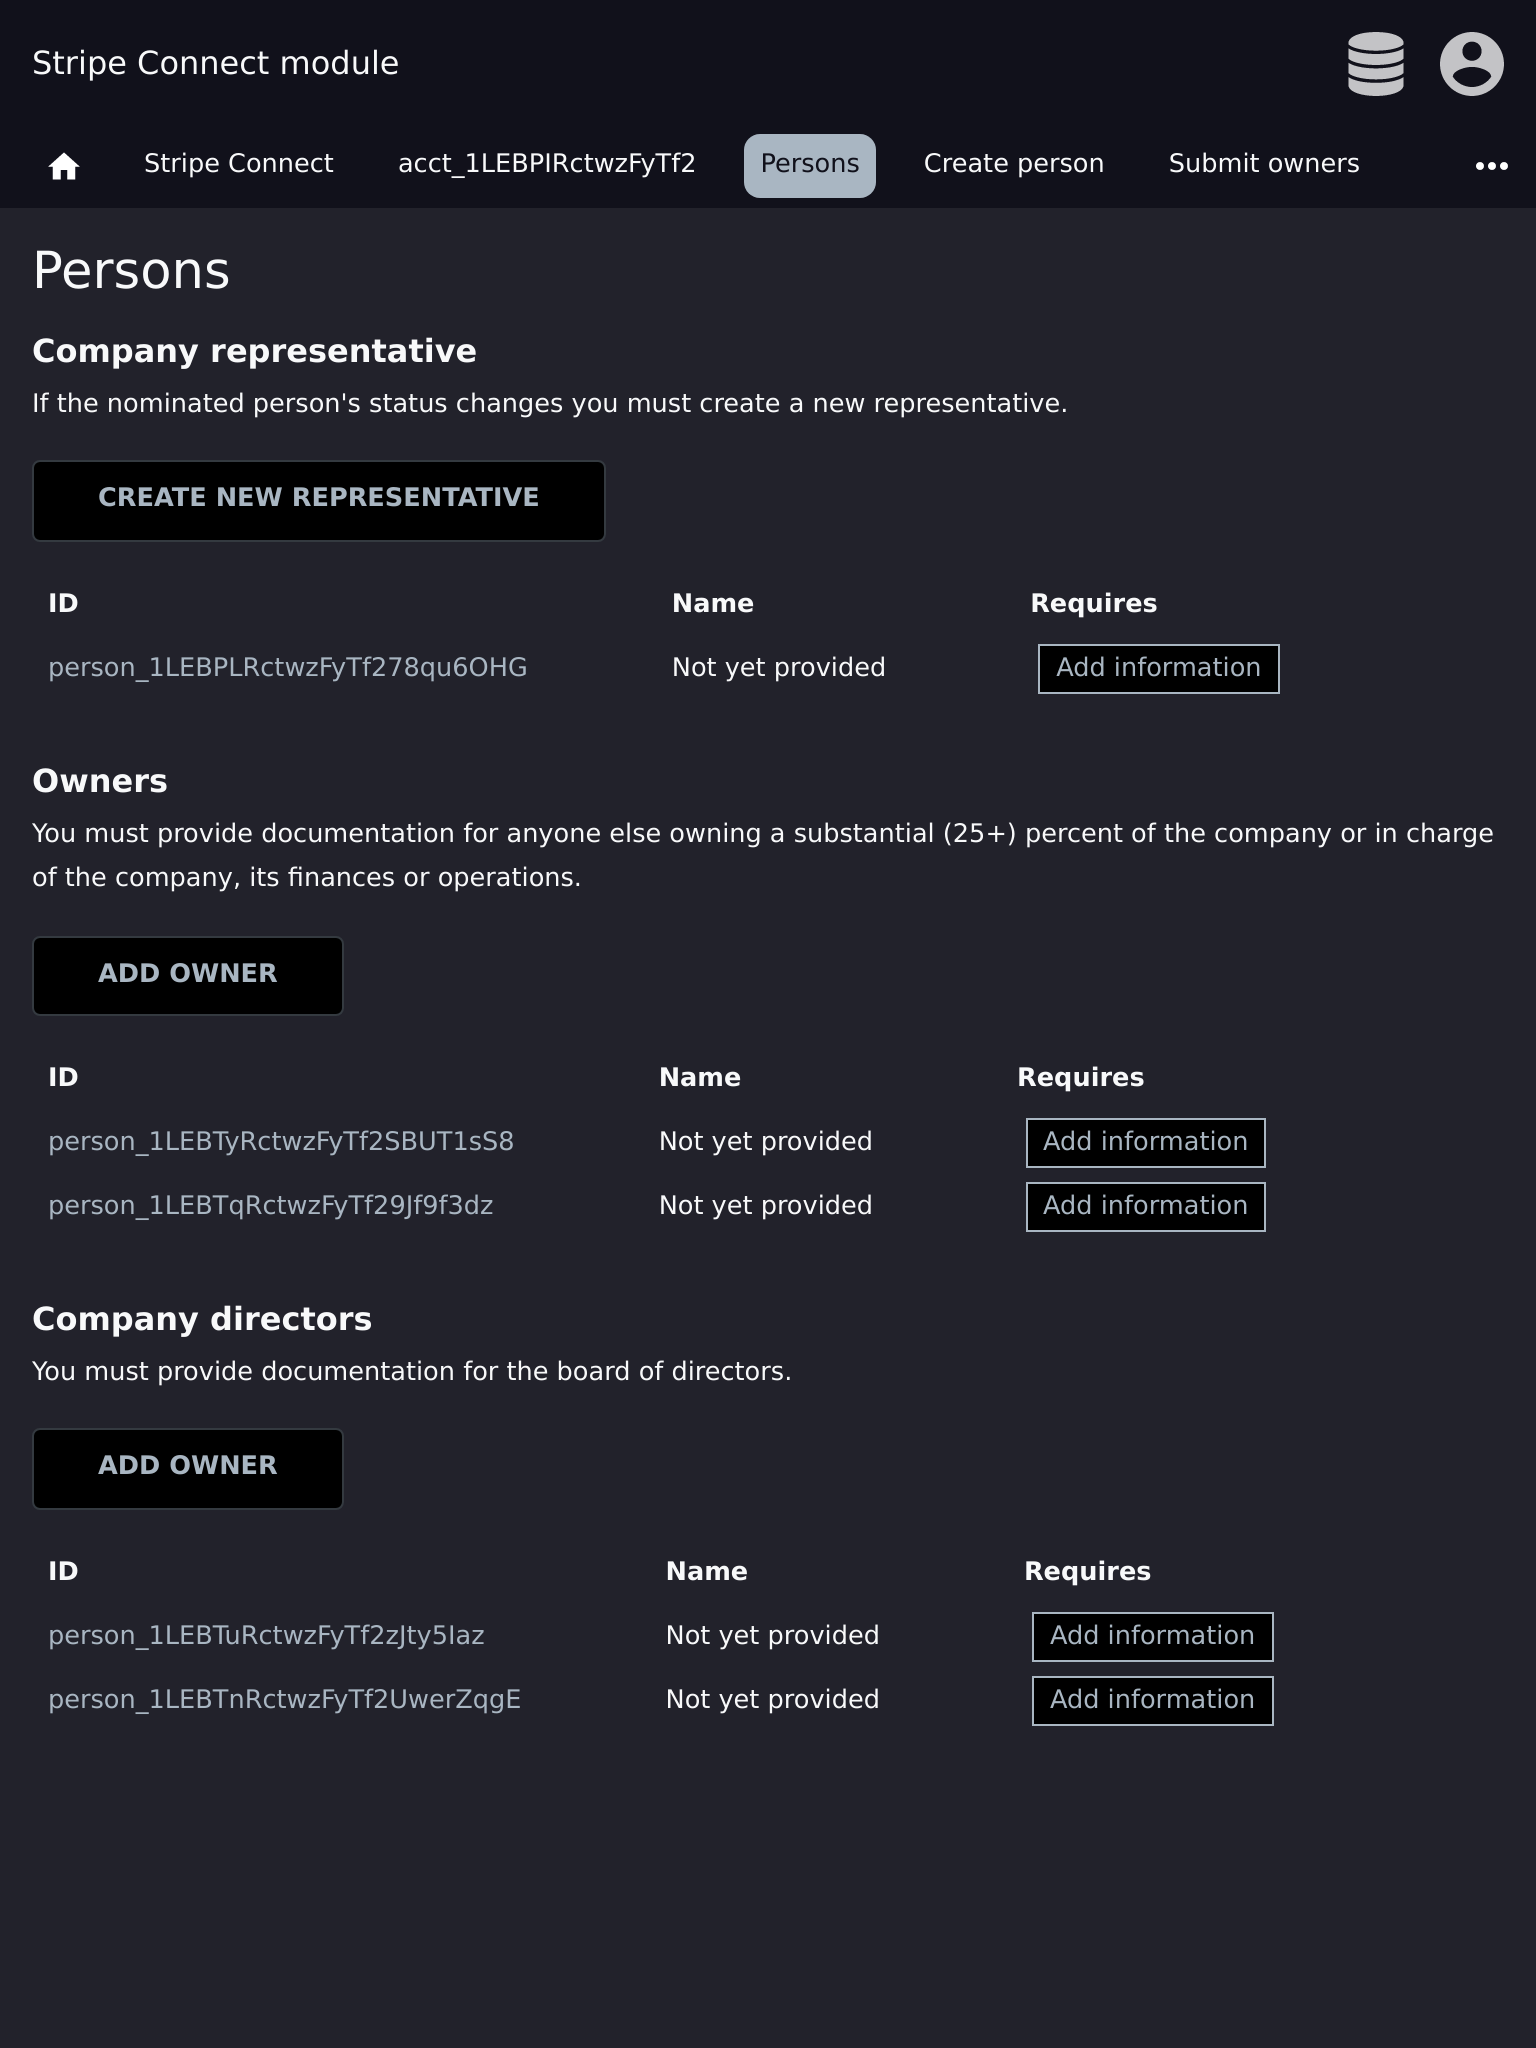 Stripe Connect module
Stripe Connect acct_1LEBPIRctwzFyTf2 Persons Create person Submit owners
Persons
Company representative
If the nominated person's status changes you must create a new representative.
CREATE NEW REPRESENTATIVE
ID Name Requires
person_1LEBPLRctwzFyTf278qu6OHG Not yet provided Add information
Owners
You must provide documentation for anyone else owning a substantial (25+) percent of the company or in charge
of the company, its finances or operations.
ADD OWNER
ID Name Requires
person_1LEBTyRctwzFyTf2SBUT1sS8 Not yet provided Add information
person_1LEBTqRctwzFyTf29Jf9f3dz Not yet provided Add information
Company directors
You must provide documentation for the board of directors.
ADD OWNER
ID Name Requires
person_1LEBTuRctwzFyTf2zJty5Iaz Not yet provided Add information
person_1LEBTnRctwzFyTf2UwerZqgE Not yet provided Add information